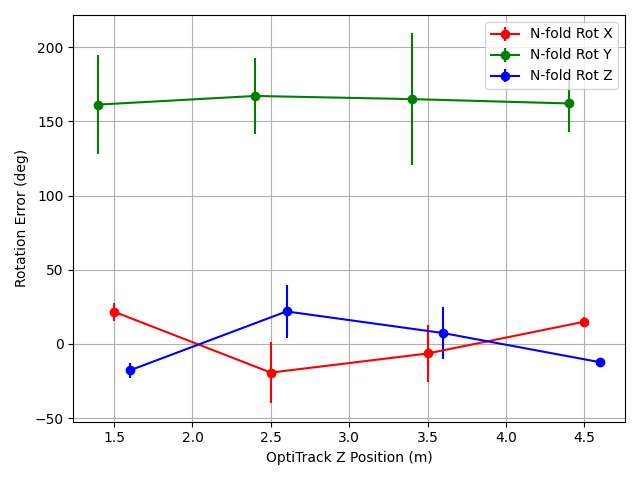 N-fold Rot X
N-fold Rot Y
N-fold Rot Z
200
150
100
50
0
−50
Rotation Error (deg)
1.5 2.0 2.5 3.0 3.5 4.0 4.5
OptiTrack Z Position (m)